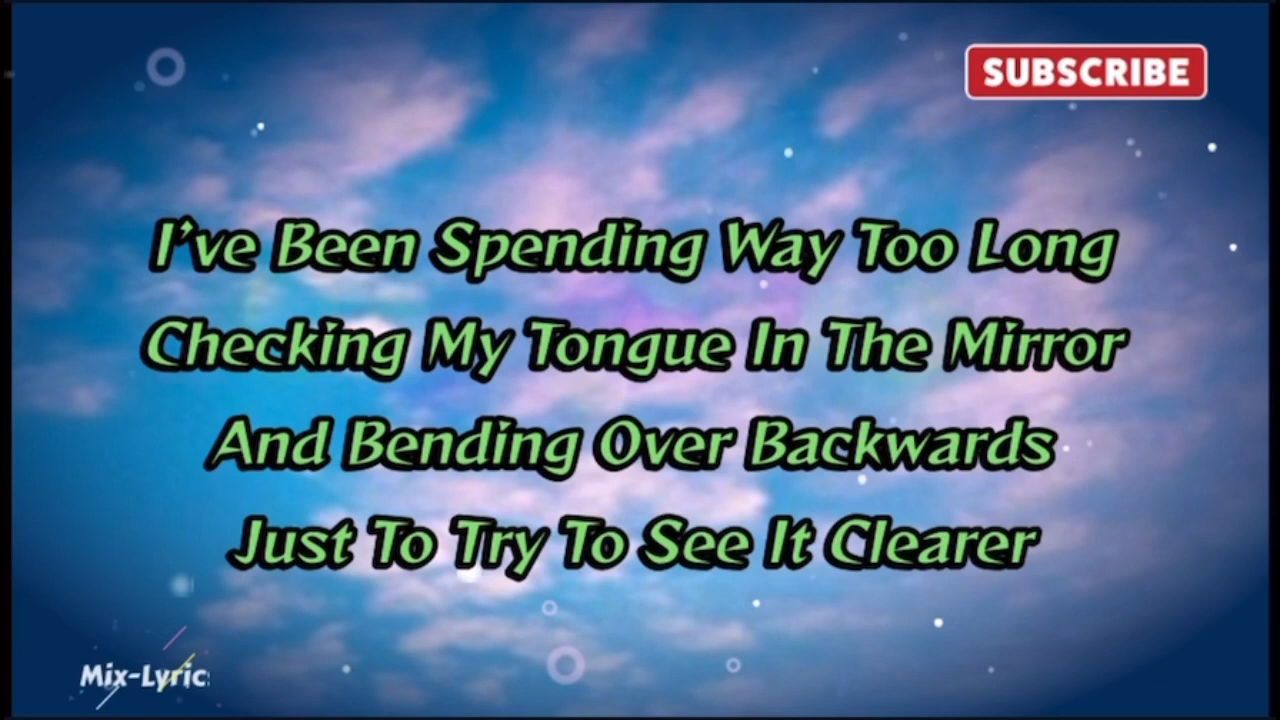 SUBSCRIBE
I've Been Spending Way Too Long
Checking My Tongue In The Mirror
And Bending Over Backwards
Just To Try To See It Clearer
Mix-Lyric